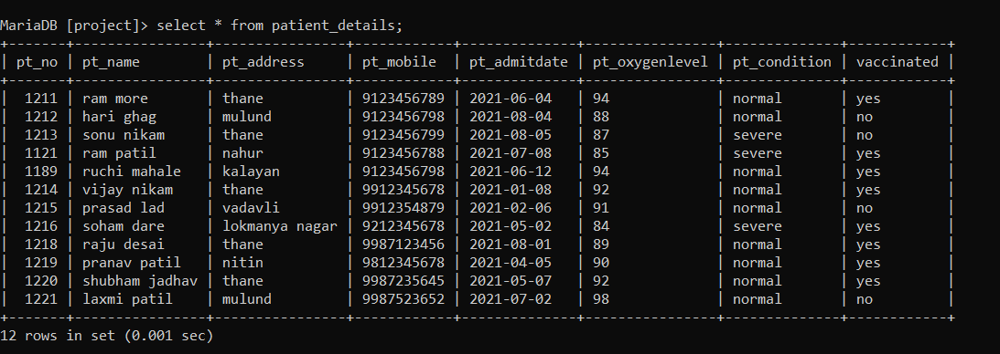 MariaDB [project]> select * from patient_details;
+-------+----------------+----------------+------------+--------------+----------------+--------------+------------+
| pt_no | pt_name        | pt_address     | pt_mobile  | pt_admitdate | pt_oxygenlevel | pt_condition | vaccinated |
+-------+----------------+----------------+------------+--------------+----------------+--------------+------------+
|  1211 | ram more       | thane          | 9123456789 | 2021-06-04   | 94             | normal       | yes        |
|  1212 | hari ghag      | mulund         | 9123456798 | 2021-08-04   | 88             | normal       | no         |
|  1213 | sonu nikam     | thane          | 9123456799 | 2021-08-05   | 87             | severe       | no         |
|  1121 | ram patil      | nahur          | 9123456788 | 2021-07-08   | 85             | severe       | yes        |
|  1189 | ruchi mahale   | kalayan        | 9123456798 | 2021-06-12   | 94             | normal       | yes        |
|  1214 | vijay nikam    | thane          | 9912345678 | 2021-01-08   | 92             | normal       | yes        |
|  1215 | prasad lad     | vadavli        | 9912354879 | 2021-02-06   | 91             | normal       | no         |
|  1216 | soham dare     | lokmanya nagar | 9212345678 | 2021-05-02   | 84             | severe       | yes        |
|  1218 | raju desai     | thane          | 9987123456 | 2021-08-01   | 89             | normal       | yes        |
|  1219 | pranav patil   | nitin          | 9812345678 | 2021-04-05   | 90             | normal       | yes        |
|  1220 | shubham jadhav | thane          | 9987235645 | 2021-05-07   | 92             | normal       | yes        |
|  1221 | laxmi patil    | mulund         | 9987523652 | 2021-07-02   | 98             | normal       | no         |
+-------+----------------+----------------+------------+--------------+----------------+--------------+------------+
12 rows in set (0.001 sec)